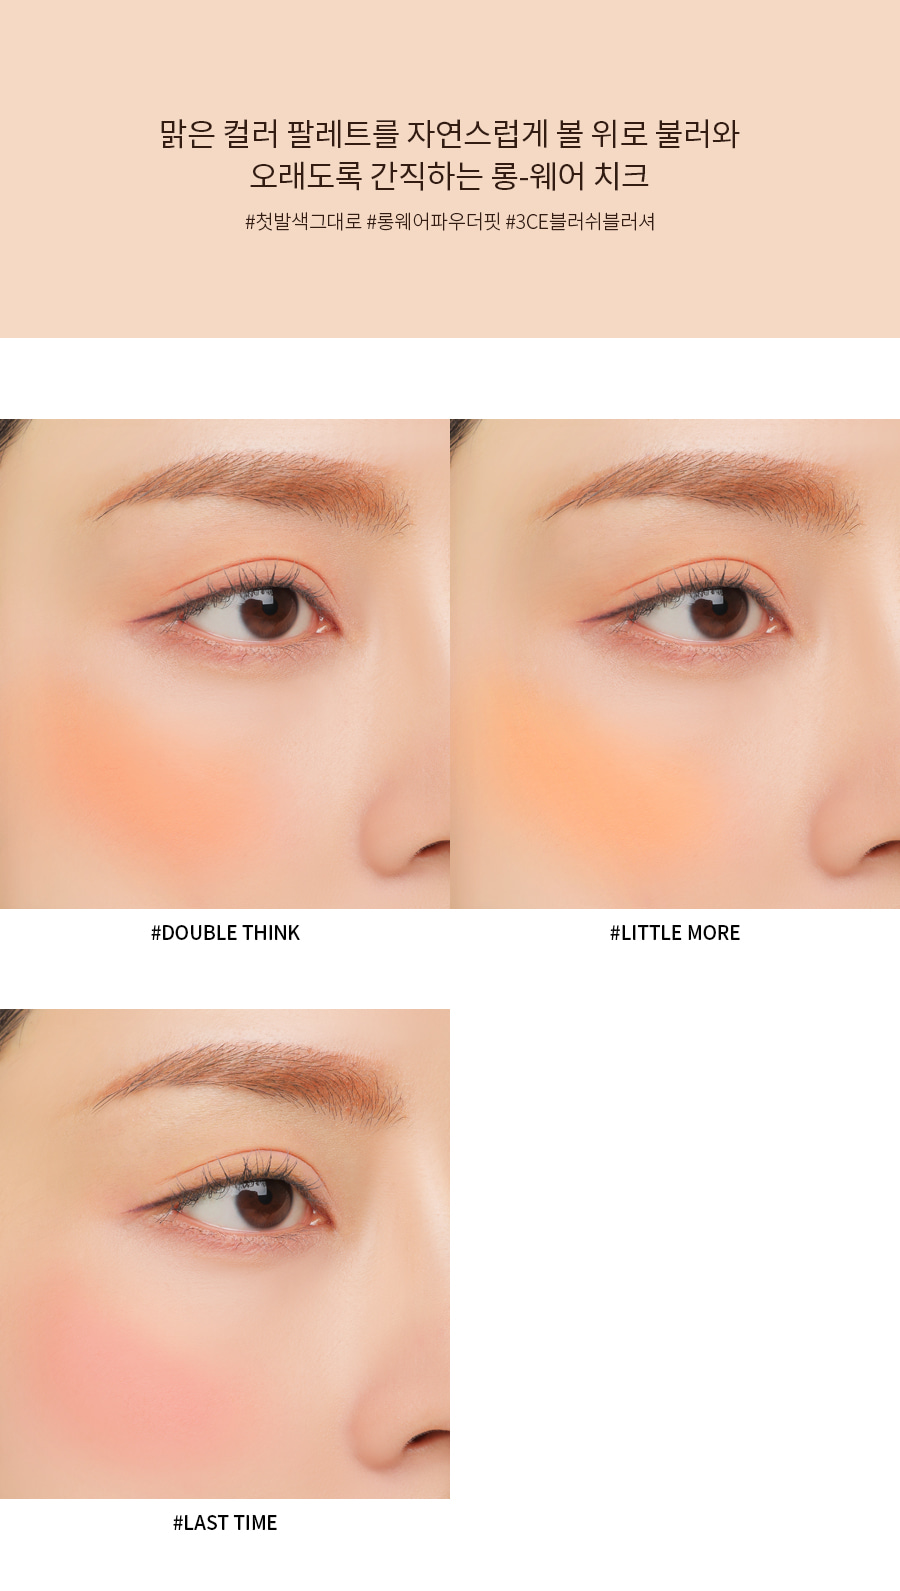 맑은 컬러 팔레트를 자연스럽게 볼 위로 불러와
오래도록 간직하는 롱-웨어 치크
#첫발색그대로 #롱웨어파우더핏 #3CE블러쉬블러셔
#DOUBLE THINK
#LITTLE MORE
#LAST TIME